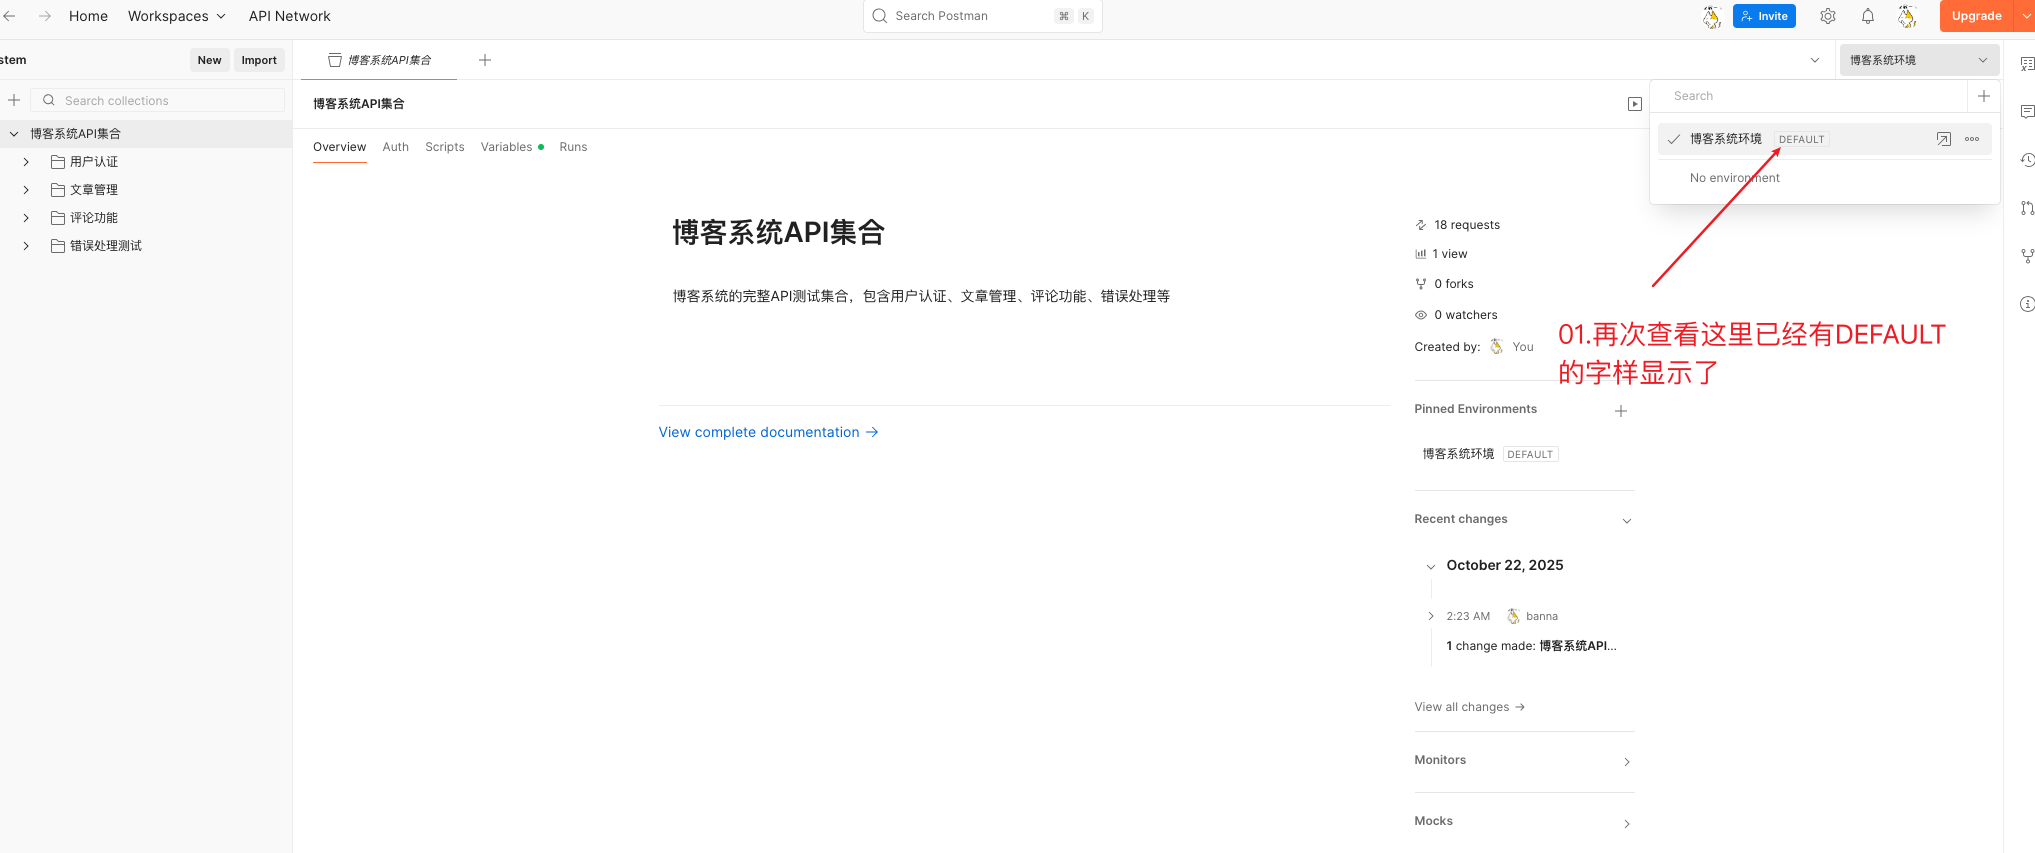 Home
Workspaces
API Network
Search Postman
⌘ K
Invite
Upgrade
stem
New
Import
博客系统API集合
博客系统环境
Search collections
博客系统API集合
用户认证
文章管理
评论功能
错误处理测试
博客系统API集合
Search
博客系统环境 DEFAULT
No environment
Overview
Auth
Scripts
Variables
Runs
博客系统API集合
博客系统的完整API测试集合，包含用户认证、文章管理、评论功能、错误处理等
View complete documentation →
18 requests
1 view
0 forks
0 watchers
Created by: You
01.再次查看这里已经有DEFAULT
的字样显示了
Pinned Environments
博客系统环境 DEFAULT
Recent changes
October 22, 2025
2:23 AM banna
1 change made: 博客系统API...
View all changes →
Monitors
Mocks